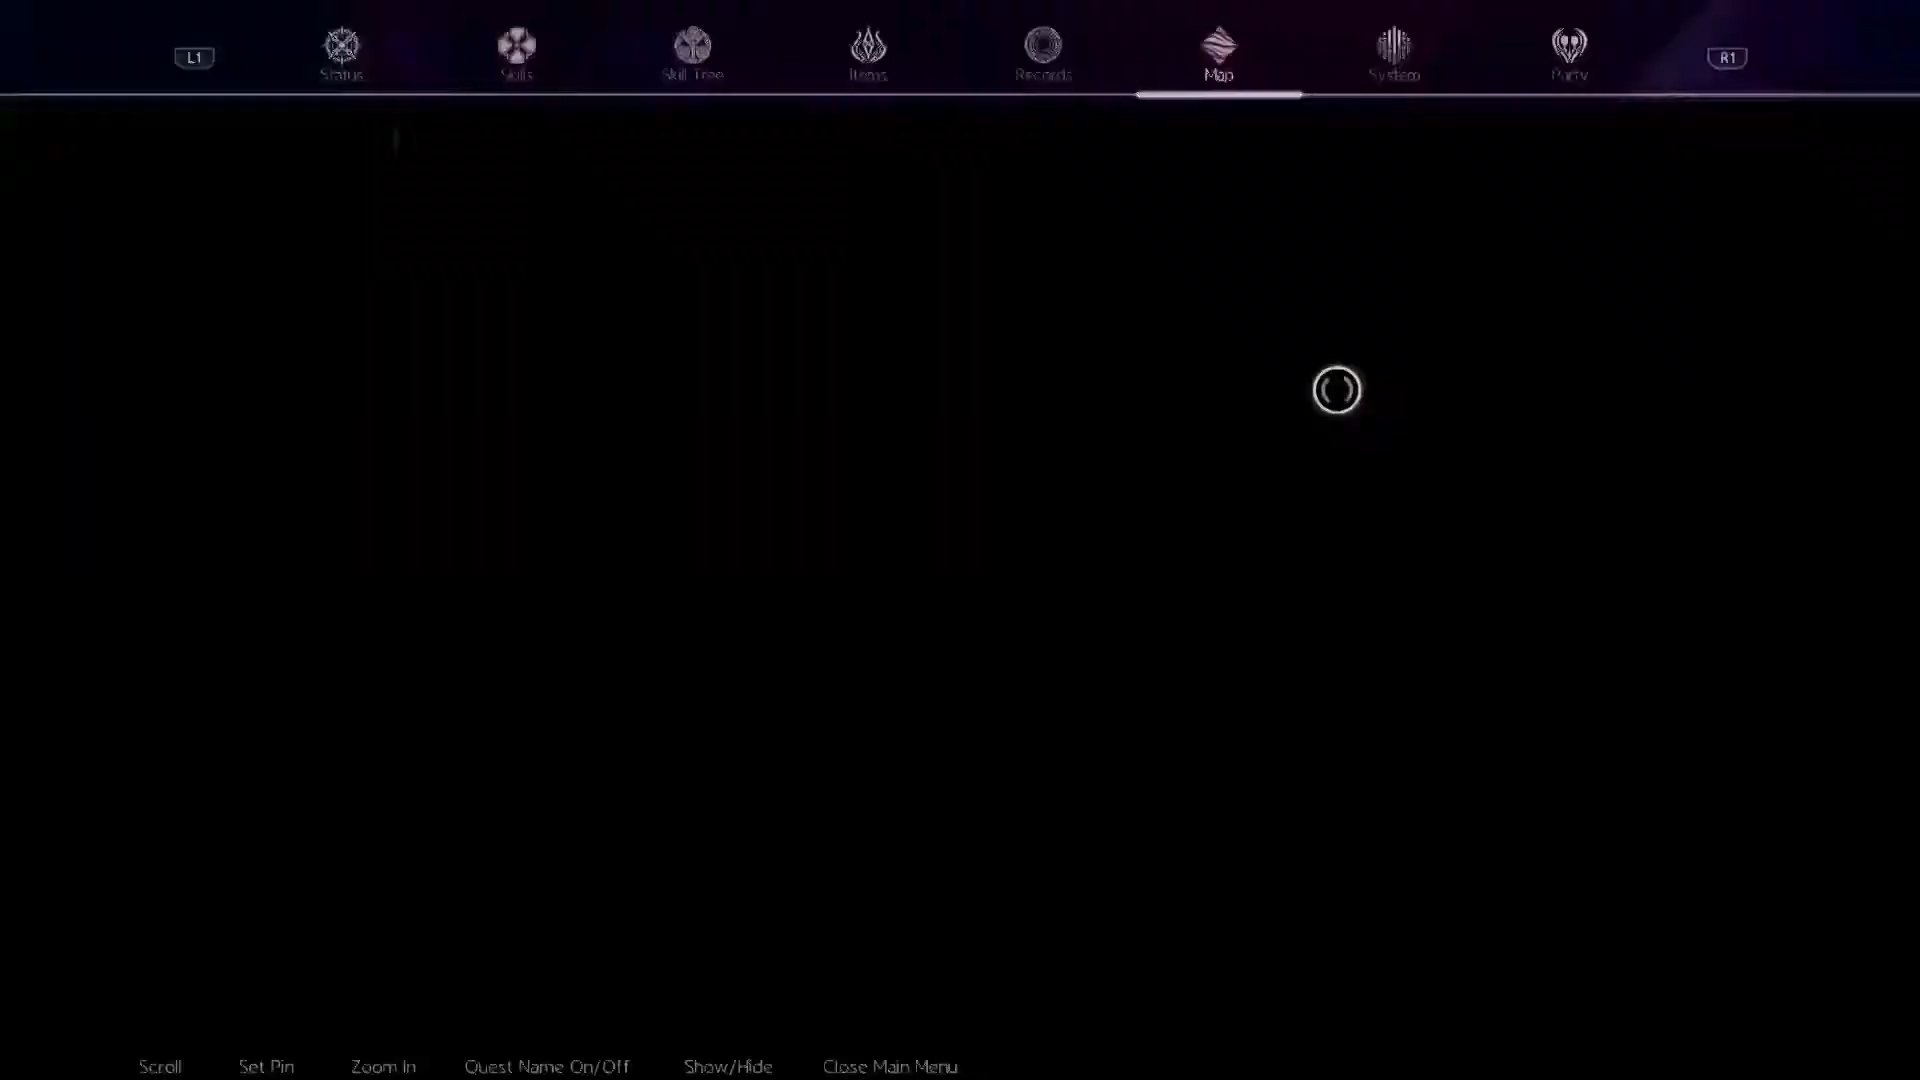 L1 Status Skills Skill Tree Items Records Map System Party R1
Scroll Set Pin Zoom In Quest Name On/Off Show/Hide Close Main Menu